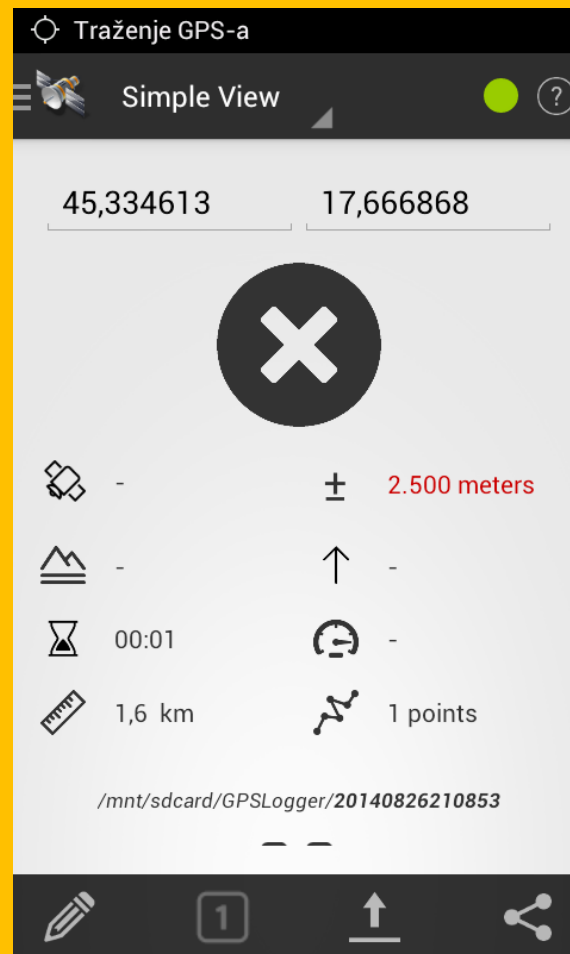 Traženje GPS-a
Simple View ?
45,334613 17,666868
- ± 2.500 meters
- -
00:01 -
1,6 km 1 points
/mnt/sdcard/GPSLogger/20140826210853
1